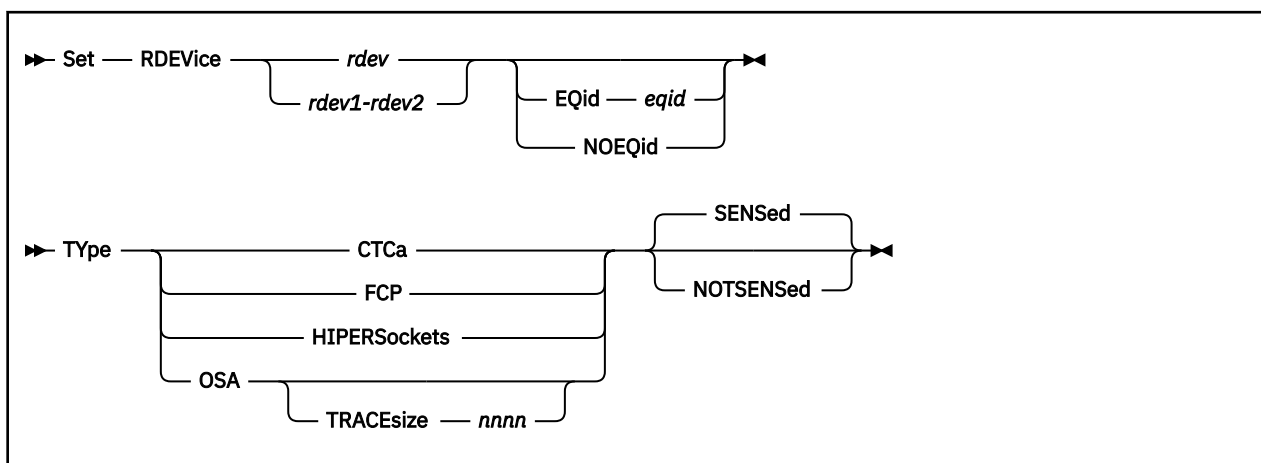 Set RDEVice rdev
rdev1-rdev2 EQid eqid
NOEQid
SENSed
TYpe CTCa
FCP NOTSENSed
HIPERSockets
OSA
TRACEsize nnnn